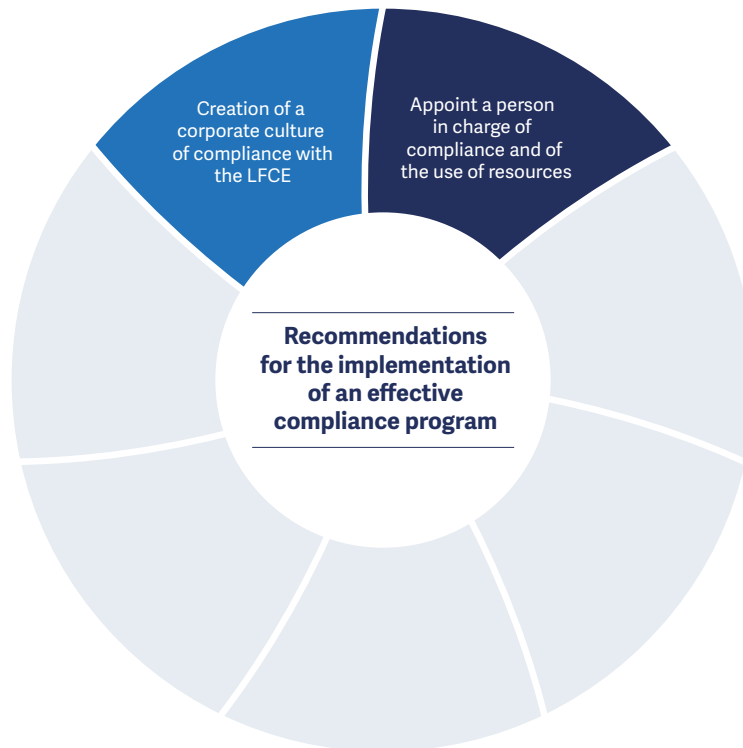 Creation of a
corporate culture
of compliance with
the LFCE
Appoint a person
in charge of
compliance and of
the use of resources
Recommendations
for the implementation
of an effective
compliance program